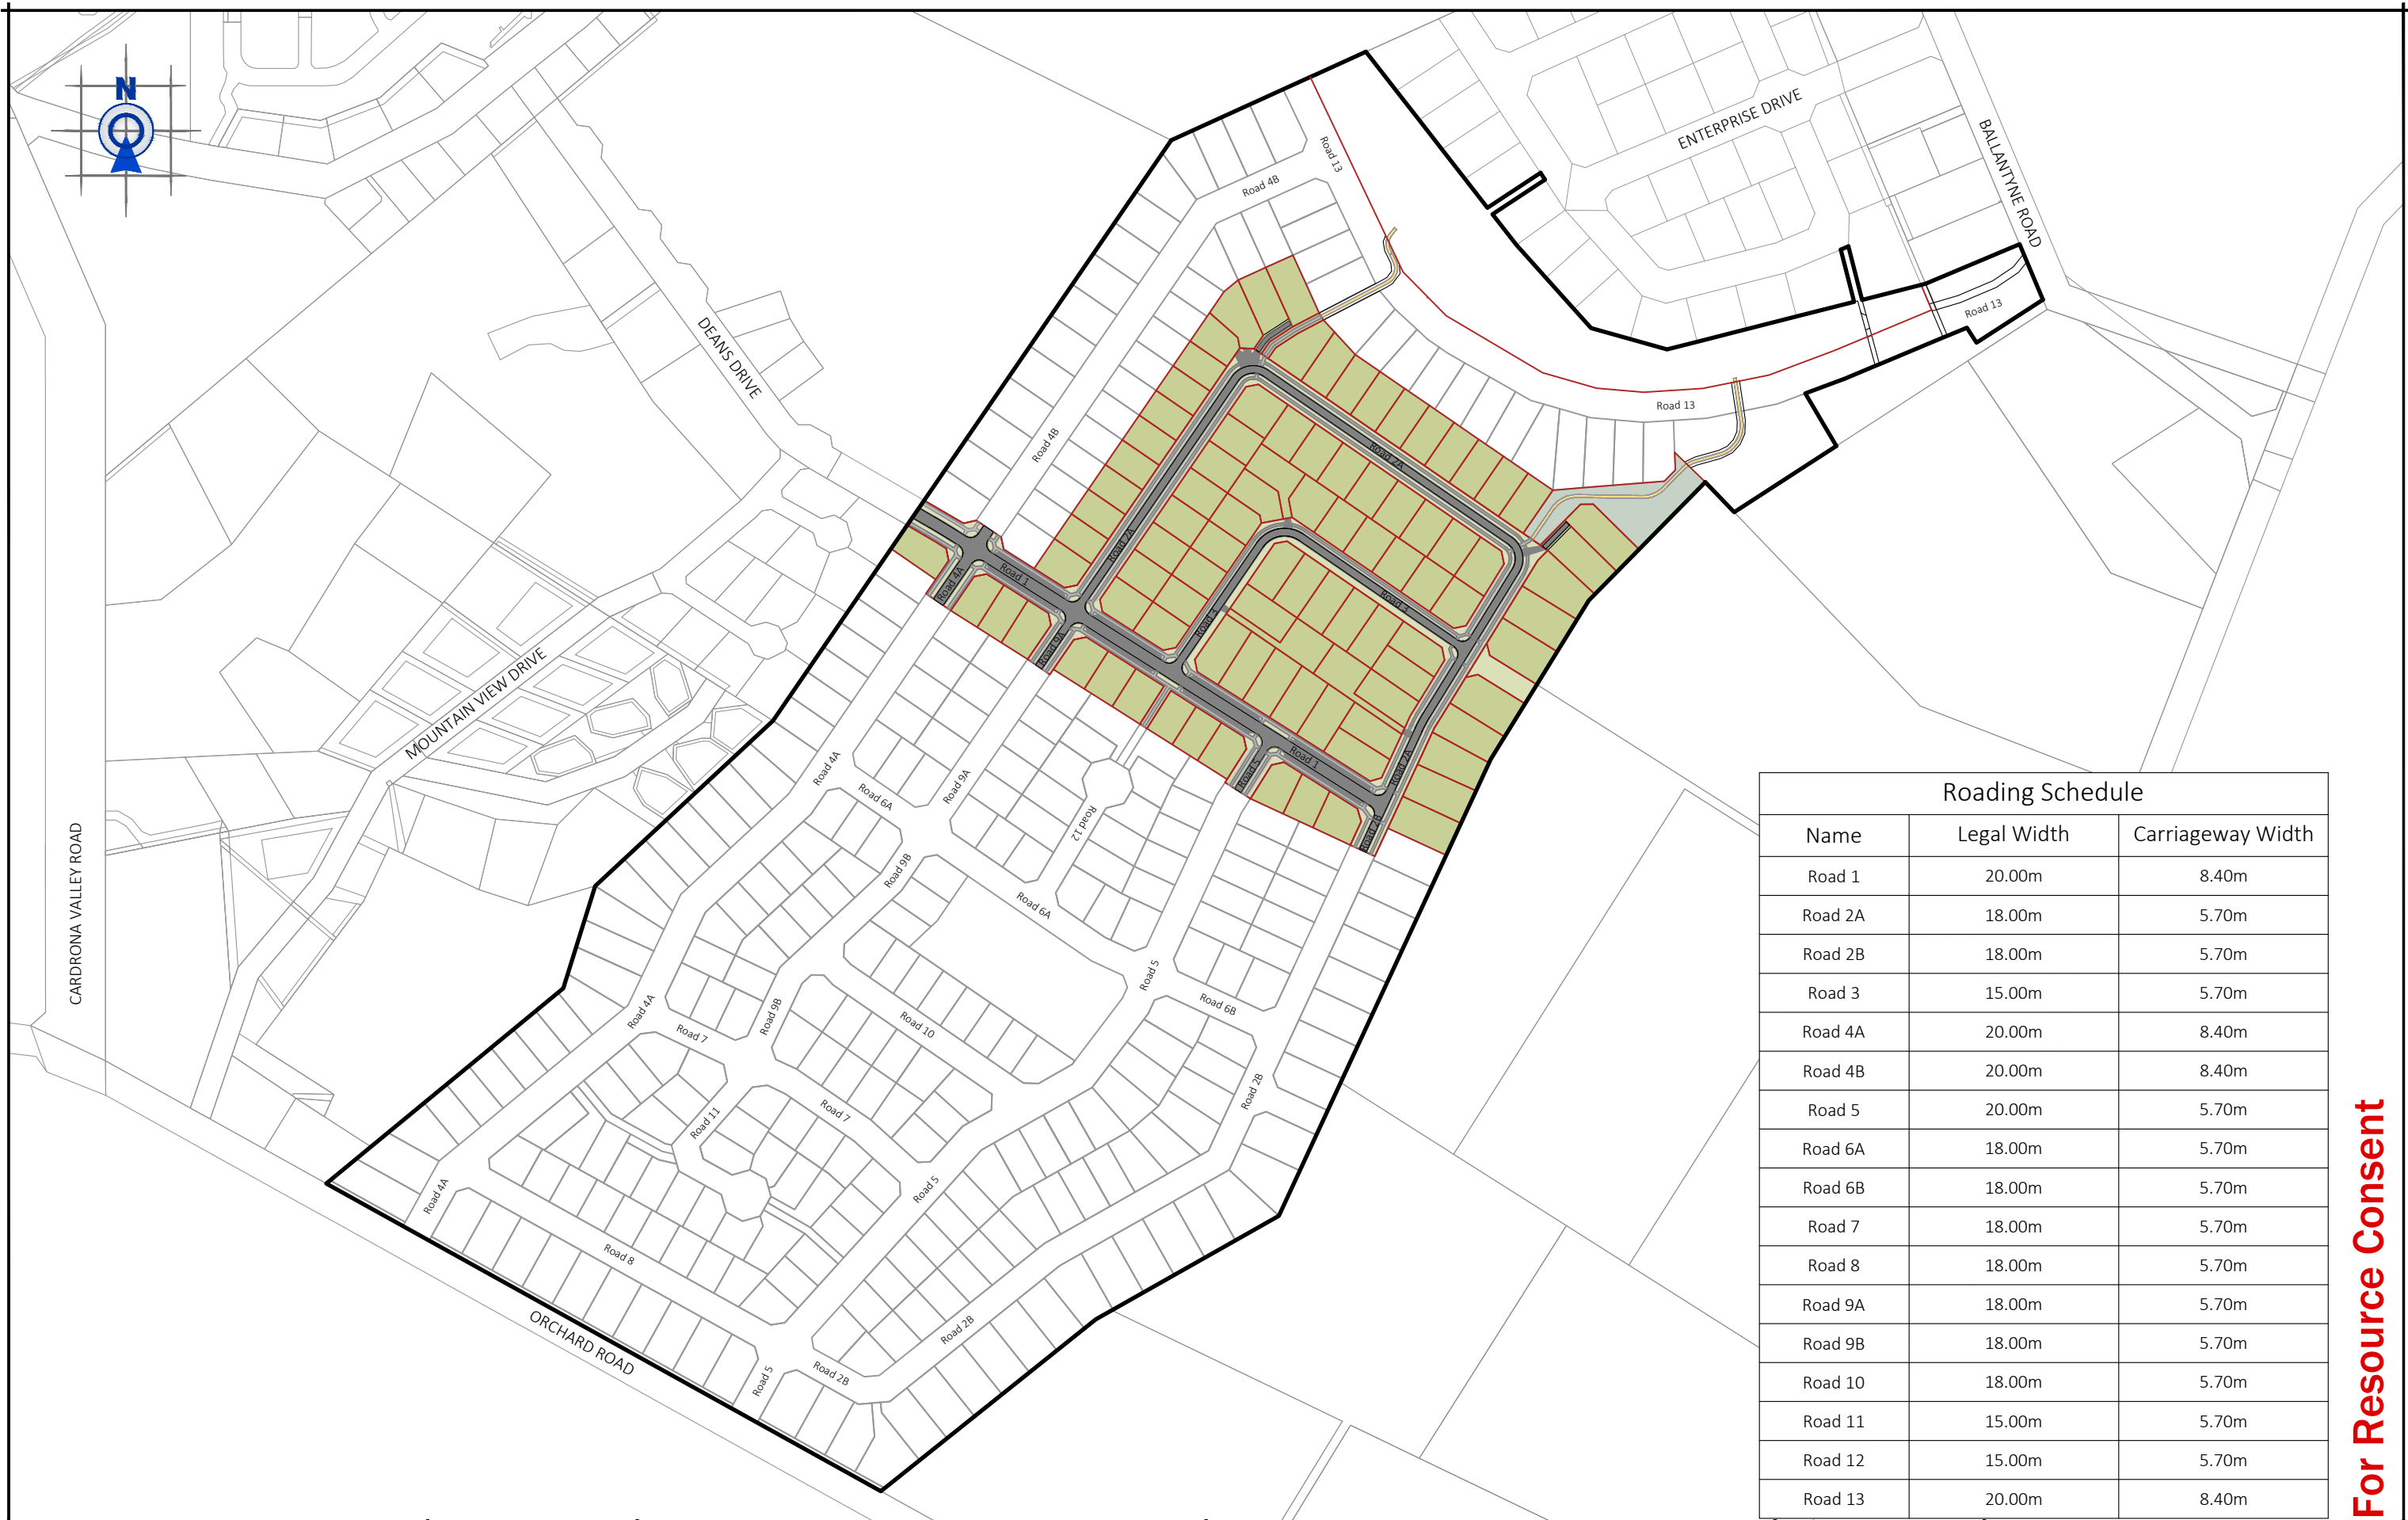 N
ENTERPRISE DRIVE
BALLANTYNE ROAD
Road 13
Road 4B
Road 13
DEANS DRIVE
Road 13
Road 4B
Road 2A
Road 2A
Road 1
Road 4A
Road 3
Road 3
Road 9A
MOUNTAIN VIEW DRIVE
Road 1
Road 5
Road 2A
Road 2B
Road 4A
Road 6A
Road 9A
Road 12
Road 9B
Road 6A
CARDRONA VALLEY ROAD
Road 5
Road 6B
Road 4A
Road 7
Road 9B
Road 10
Road 2B
Road 11
Road 7
Road 4A
Road 5
Road 8
ORCHARD ROAD
Road 2B
Road 2B
Road 5
Roading Schedule
Name Legal Width Carriageway Width
Road 1 20.00m 8.40m
Road 2A 18.00m 5.70m
Road 2B 18.00m 5.70m
Road 3 15.00m 5.70m
Road 4A 20.00m 8.40m
Road 4B 20.00m 8.40m
Road 5 20.00m 5.70m
Road 6A 18.00m 5.70m
Road 6B 18.00m 5.70m
Road 7 18.00m 5.70m
Road 8 18.00m 5.70m
Road 9A 18.00m 5.70m
Road 9B 18.00m 5.70m
Road 10 18.00m 5.70m
Road 11 15.00m 5.70m
Road 12 15.00m 5.70m
Road 13 20.00m 8.40m
For Resource Consent